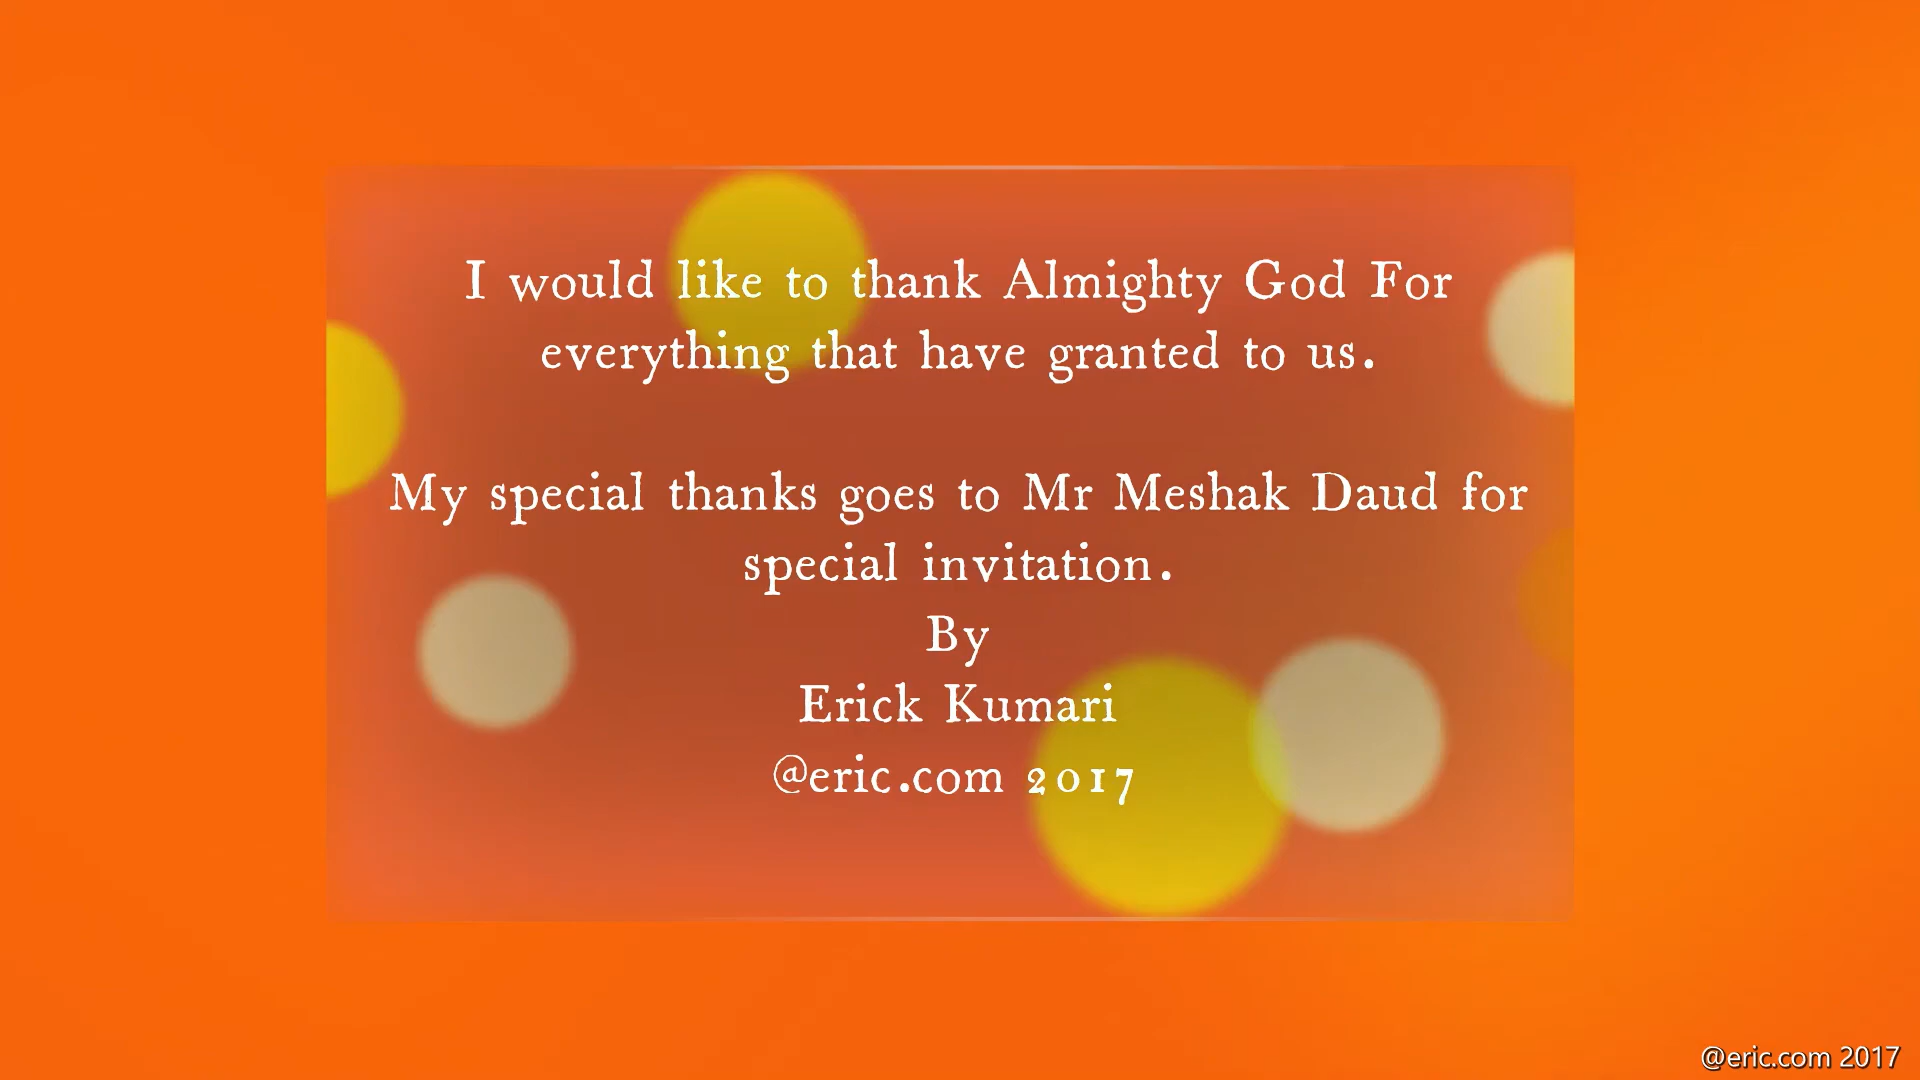 I would like to thank Almighty God For
everything that have granted to us.
My special thanks goes to Mr Meshak Daud for
special invitation.
By
Erick Kumari
@eric.com 2017
@eric.com 2017